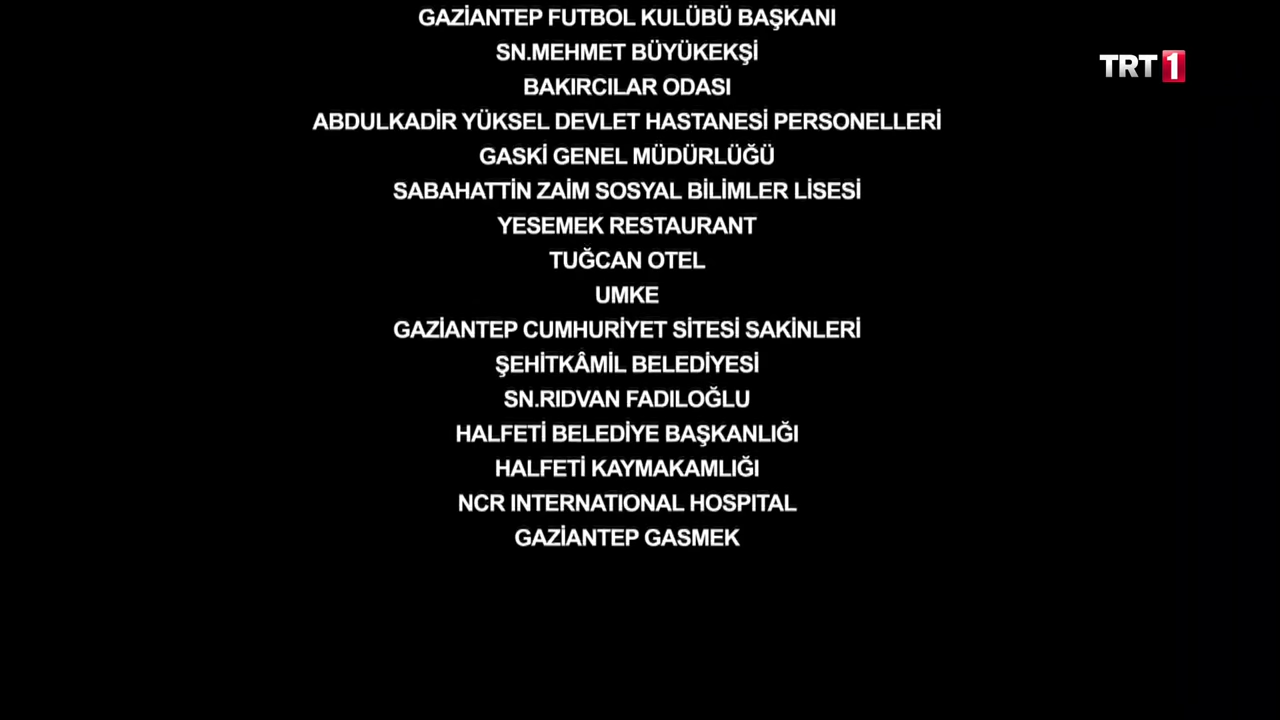 GAZİANTEP FUTBOL KULÜBÜ BAŞKANI
SN.MEHMET BÜYÜKEKŞİ
TRT 1
BAKIRCILAR ODASI
ABDULKADİR YÜKSEL DEVLET HASTANESİ PERSONELLERİ
GASKİ GENEL MÜDÜRLÜĞÜ
SABAHATTİN ZAİM SOSYAL BİLİMLER LİSESİ
YESEMEK RESTAURANT
TUĞCAN OTEL
UMKE
GAZİANTEP CUMHURİYET SİTESİ SAKİNLERİ
ŞEHİTKÂMİL BELEDİYESİ
SN.RIDVAN FADILOĞLU
HALFETİ BELEDİYE BAŞKANLIĞI
HALFETİ KAYMAKAMLIĞI
NCR INTERNATIONAL HOSPITAL
GAZİANTEP GASMEK